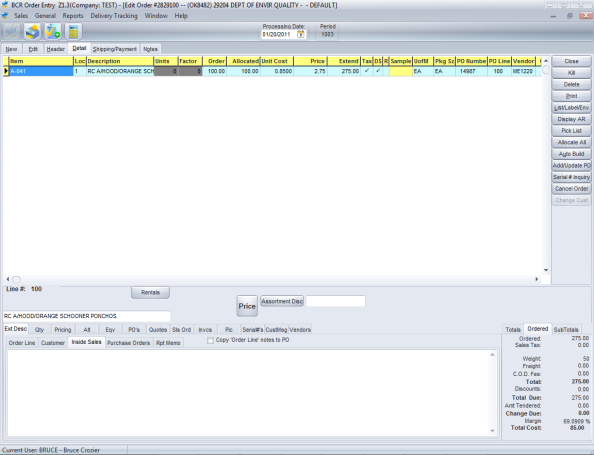 BCR Order Entry Z1.3(Company: TEST) - [Edit Order #2829100 -- (OK8482) 29204 DEPT OF ENVIR QUALITY - - DEFAULT]
Sales General Reports Delivery Tracking Window Help
Processing Date: Period
01/20/2011 1003
New Edit Header Detail Shipping/Payment Notes
Item Loc Description Units Factor Order Allocated Unit Cost Price Extend Tax DS R Sample UofM Pkg Sz PO Number PO Line Vendor
A-041 1 RC A/HOOD/ORANGE SCH 0 0 100.00 100.00 0.8500 2.75 275.00 ✓ ✓ EA EA 14987 100 ME1220
Close
Kill
Delete
Print
List/Label/Env
Display AR
Pick List
Allocate All
Auto Build
Add/Update PO
Serial # Inquiry
Cancel Order
Change Cust
Line #: 100
Rentals
Price
Assortment Disc
RC A/HOOD/ORANGE SCHOONER PONCHOS
Ext Desc Qty Pricing Alt Eqv PO's Quotes Sls Ord Invcs Pic Serial#'s CustMsg Vendors
Order Line Customer Inside Sales Purchase Orders Rpt Memo Copy 'Order Line' notes to PO
Totals Ordered SubTotals
Ordered: 275.00
Sales Tax: 0.00
Weight: 50
Freight: 0.00
C.O.D. Fee: 0.00
Total: 275.00
Discounts: 0.00
Total Due: 275.00
Amt Tendered: 0.00
Change Due: 0.00
Margin 69.0909 %
Total Cost: 85.00
Current User: BRUCE - Bruce Crozier